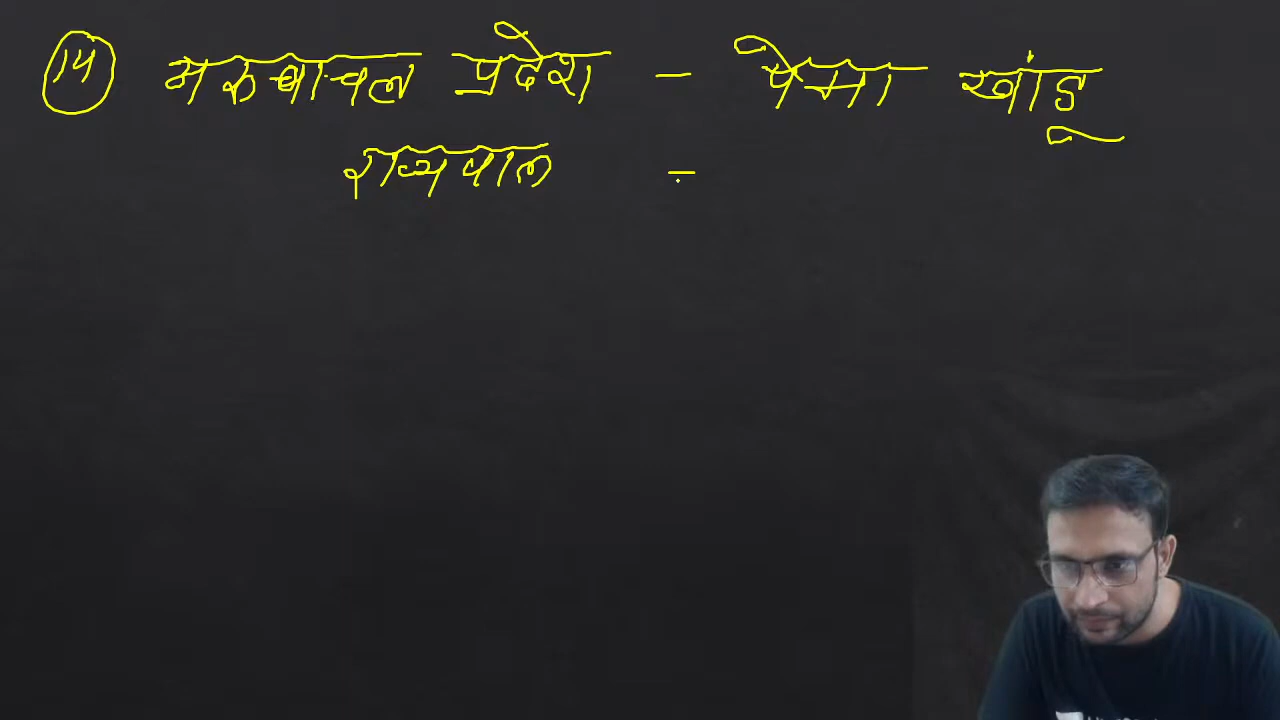 14 अरुणाचल प्रदेश - पेमा खांडू
राज्यपाल -